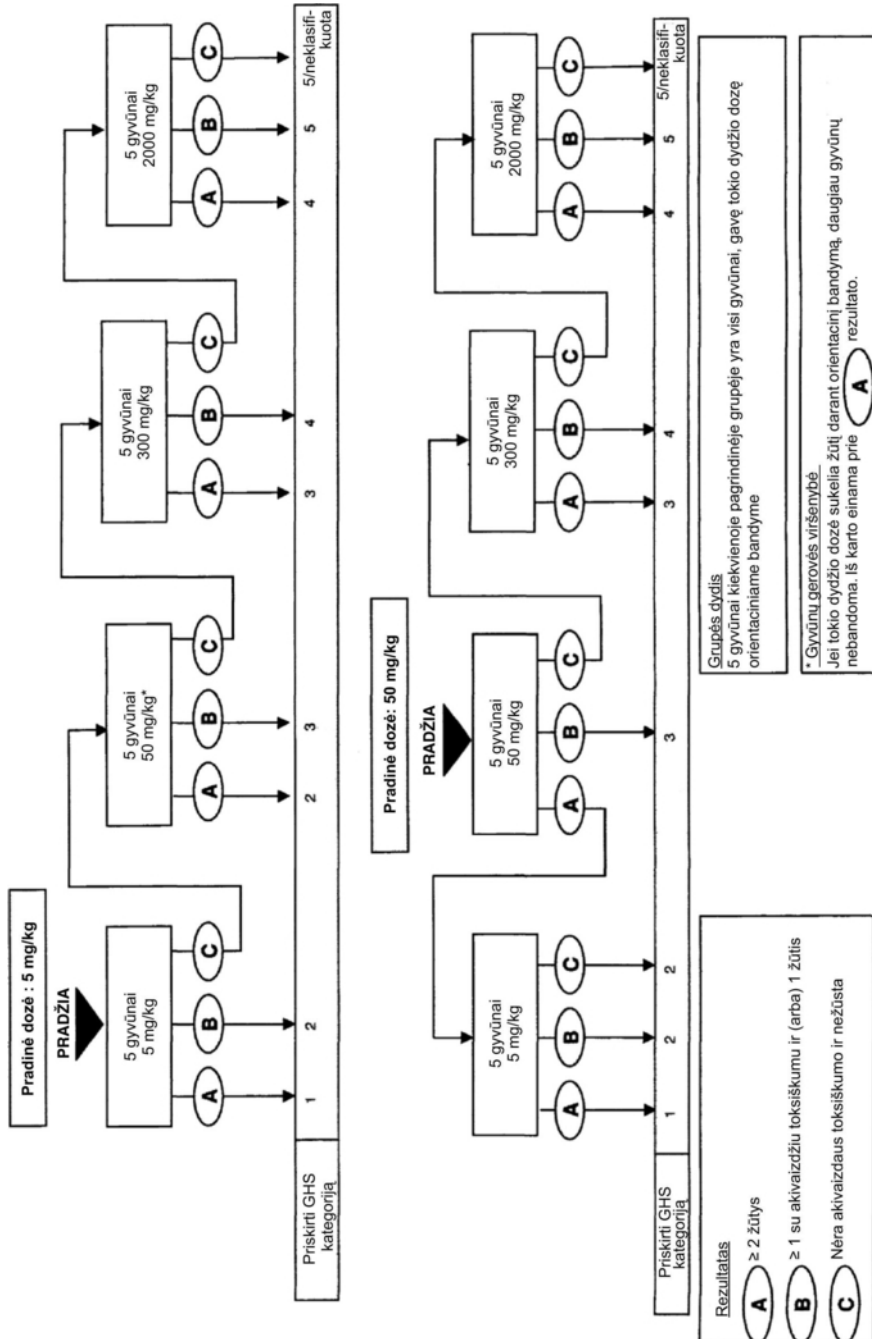 Pradinė dozė : 5 mg/kg
PRADŽIA
5 gyvūnai
5 mg/kg
A
B
C
5 gyvūnai
50 mg/kg*
A
B
C
5 gyvūnai
300 mg/kg
A
B
C
5 gyvūnai
2000 mg/kg
A
B
C
Priskirti GHS
kategoriją
1
2
2
3
3
4
4
5
5/neklasifi-
kuota
Pradinė dozė: 50 mg/kg
PRADŽIA
5 gyvūnai
5 mg/kg
A
B
C
5 gyvūnai
50 mg/kg
A
B
C
5 gyvūnai
300 mg/kg
A
B
C
5 gyvūnai
2000 mg/kg
A
B
C
Priskirti GHS
kategoriją
1
2
2
3
3
4
4
5
5/neklasifi-
kuota
Rezultatas
A ≥ 2 žūtys
B ≥ 1 su akivaizdžiu toksiškumu ir (arba) 1 žūtis
C Nėra akivaizdaus toksiškumo ir nežūsta
Grupės dydis
5 gyvūnai kiekvienoje pagrindinėje grupėje yra visi gyvūnai, gavę tokio dydžio dozę
orientaciniame bandyme
* Gyvūnų gerovės viršenybė
Jei tokio dydžio dozė sukelia žūtį darant orientacinį bandymą, daugiau gyvūnų
nebandoma. Iš karto einama prie A rezultato.